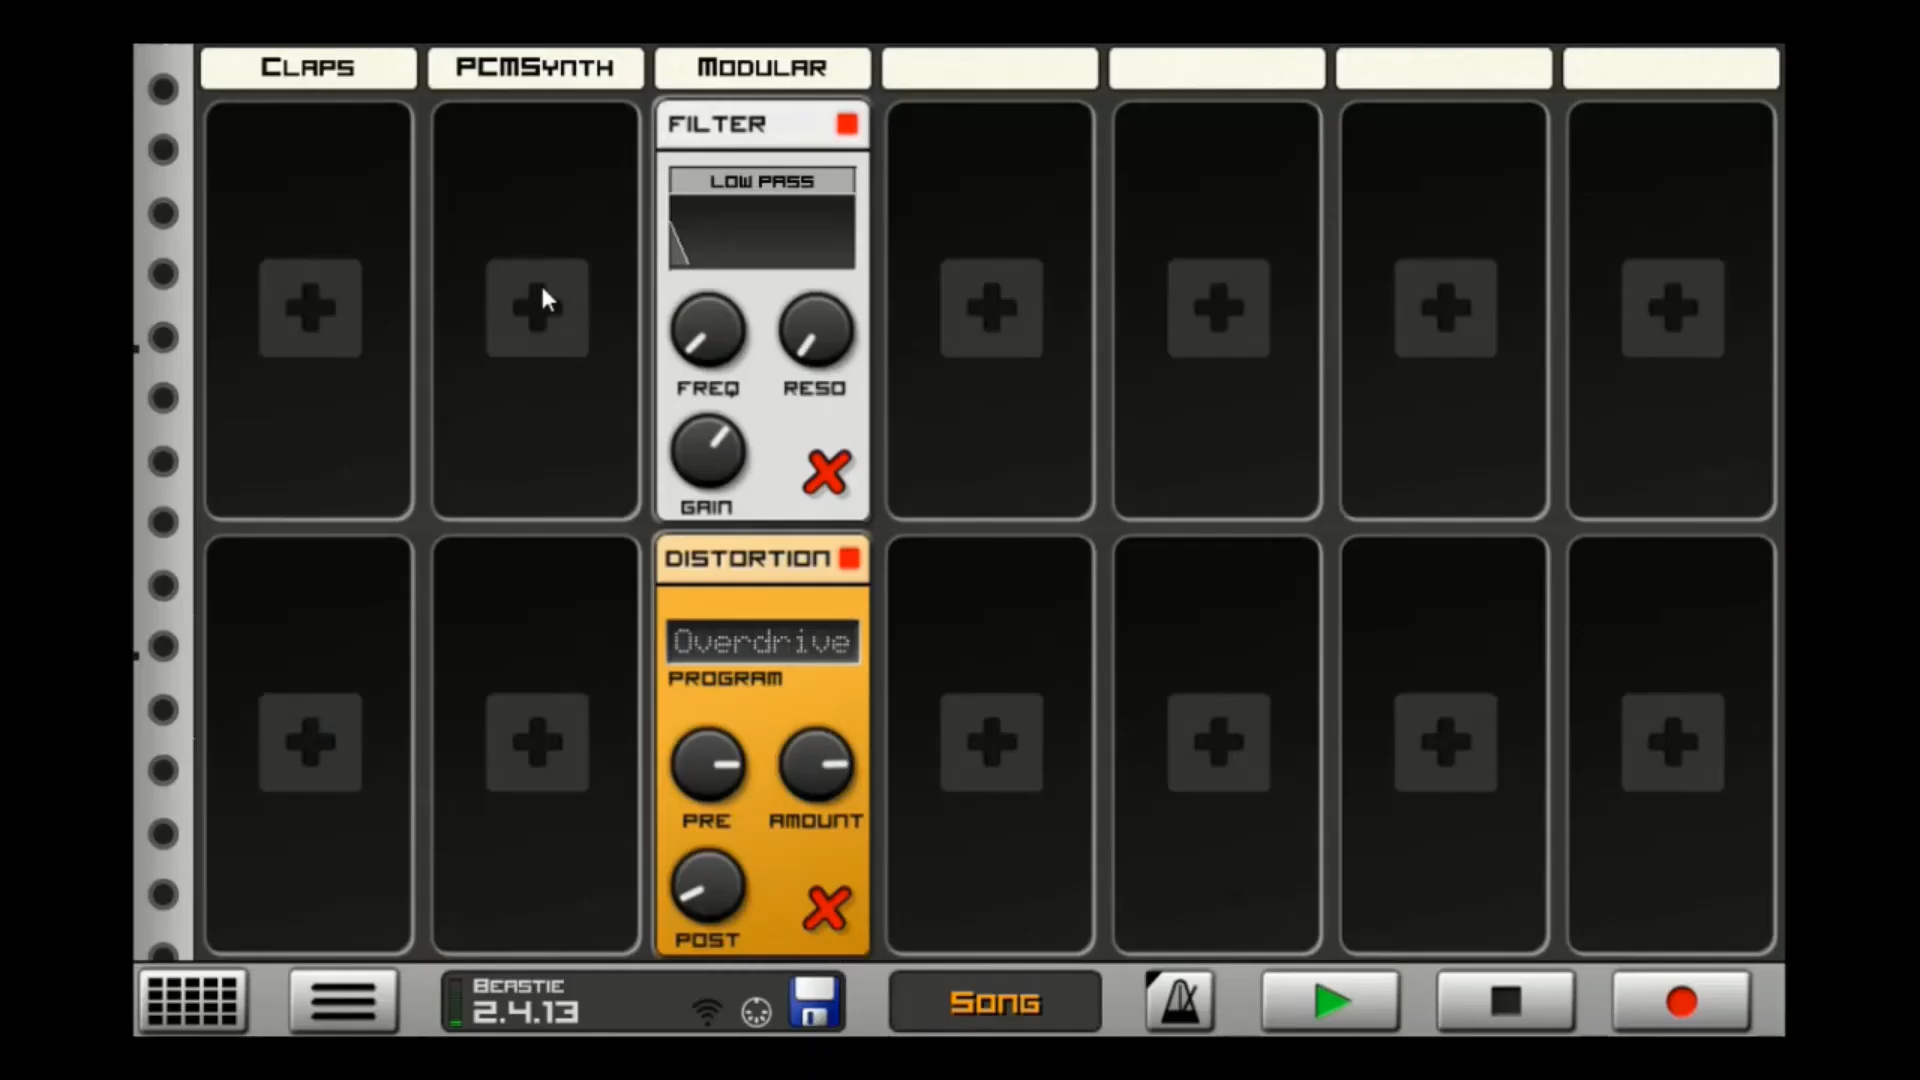 Claps
PCMSynth
Modular
FILTER
LOW PASS
FREQ RESO
GAIN
DISTORTION
Overdrive
PROGRAM
PRE AMOUNT
POST
Beastie
2.4.13
Song